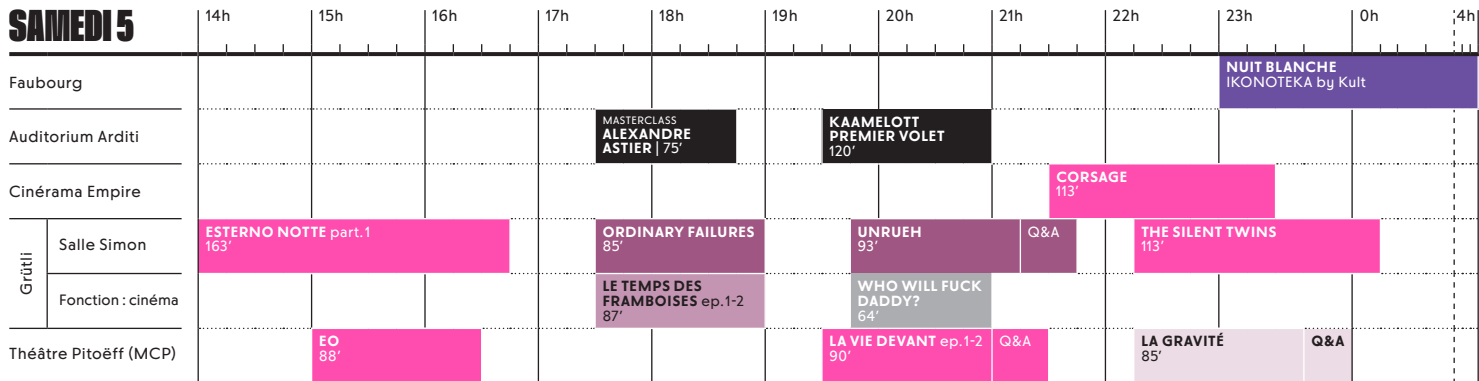 SAMEDI 5
14h 15h 16h 17h 18h 19h 20h 21h 22h 23h 0h 4h
Faubourg
NUIT BLANCHE
IKONOTEKA by Kult
Auditorium Arditi
MASTERCLASS
ALEXANDRE
ASTIER | 75’
KAAMELOTT
PREMIER VOLET
120’
Cinérama Empire
CORSAGE
113’
Grütli
Salle Simon
ESTERNO NOTTE part.1
163’
ORDINARY FAILURES
85’
UNRUEH
93’
Q&A
THE SILENT TWINS
113’
Fonction : cinéma
LE TEMPS DES
FRAMBOISES ep.1-2
87’
WHO WILL FUCK
DADDY?
64’
Théâtre Pitoëff (MCP)
EO
88’
LA VIE DEVANT ep.1-2
90’
Q&A
LA GRAVITÉ
85’
Q&A